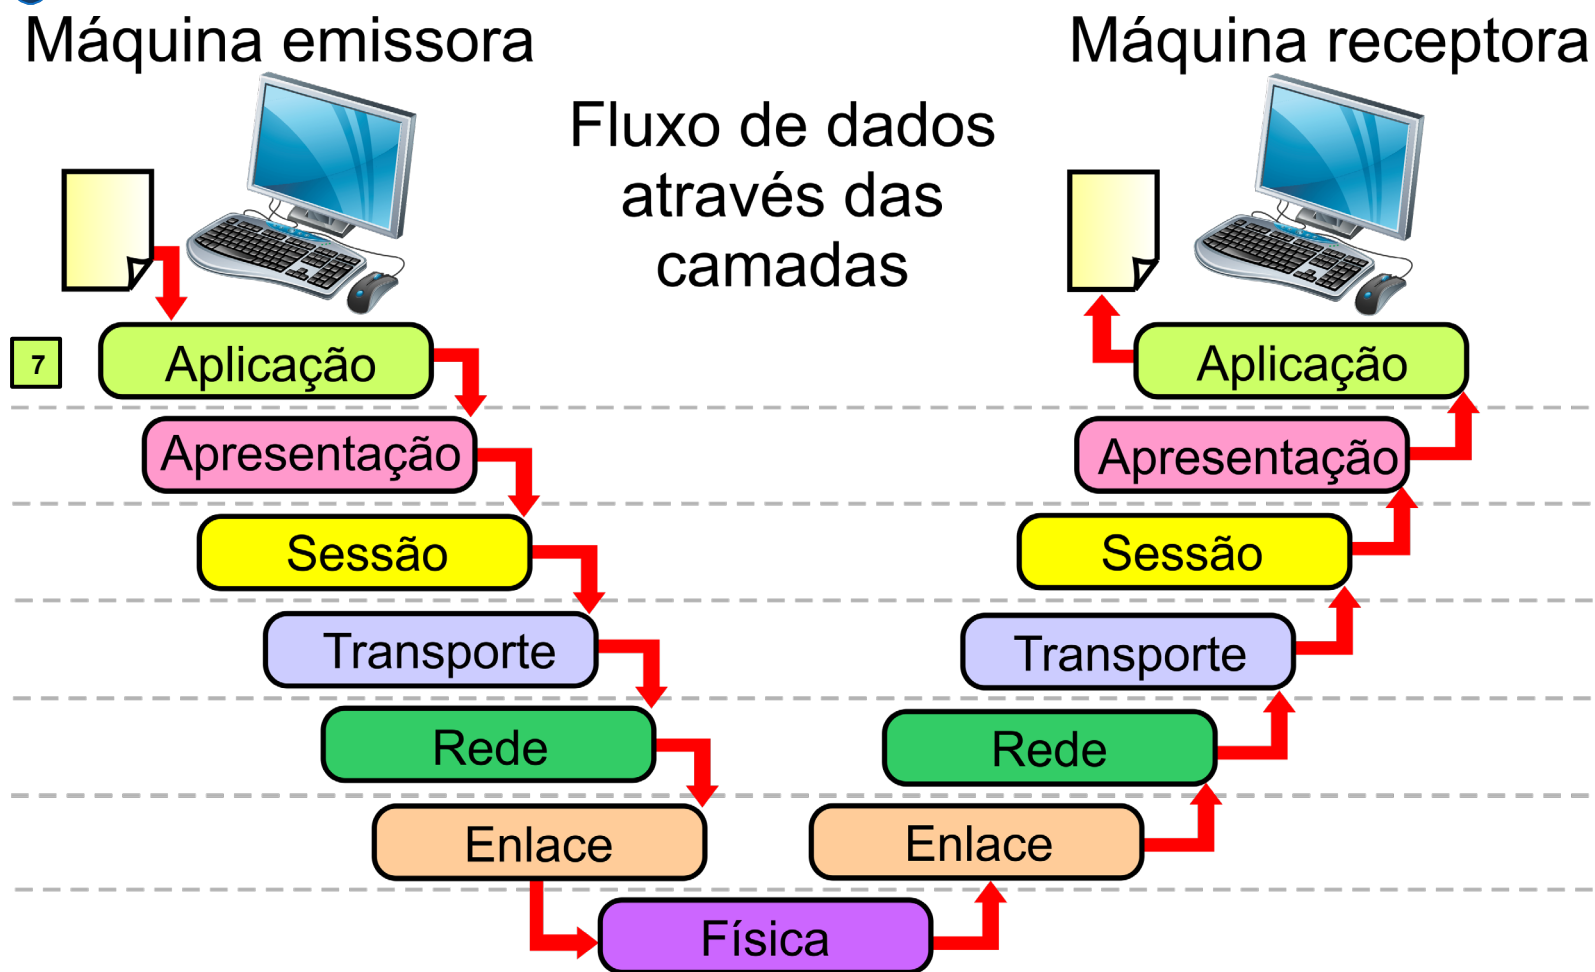 Máquina emissora
Máquina receptora
Fluxo de dados
através das
camadas
7
Aplicação
Aplicação
Apresentação
Apresentação
Sessão
Sessão
Transporte
Transporte
Rede
Rede
Enlace
Enlace
Física